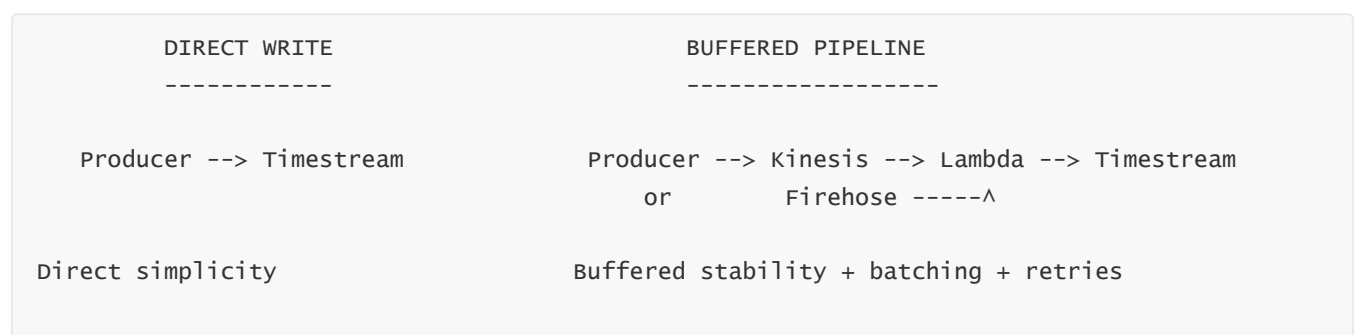 DIRECT WRITE                                BUFFERED PIPELINE
------------                                ------------------
Producer --> Timestream               Producer --> Kinesis --> Lambda --> Timestream
or        Firehose -----^
Direct simplicity                         Buffered stability + batching + retries